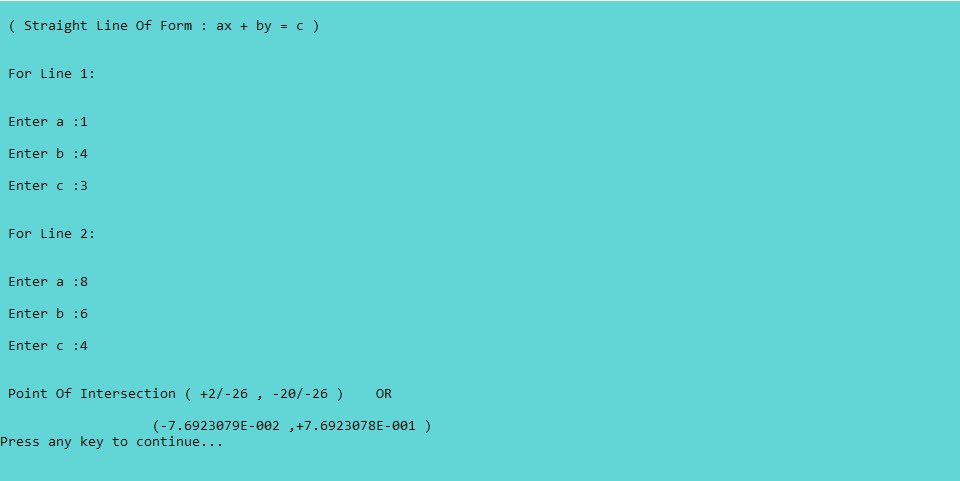 ( Straight Line Of Form : ax + by = c )
For Line 1:
Enter a :1
Enter b :4
Enter c :3
For Line 2:
Enter a :8
Enter b :6
Enter c :4
Point Of Intersection ( +2/-26 , -20/-26 )    OR
(-7.6923079E-002 ,+7.6923078E-001 )
Press any key to continue...